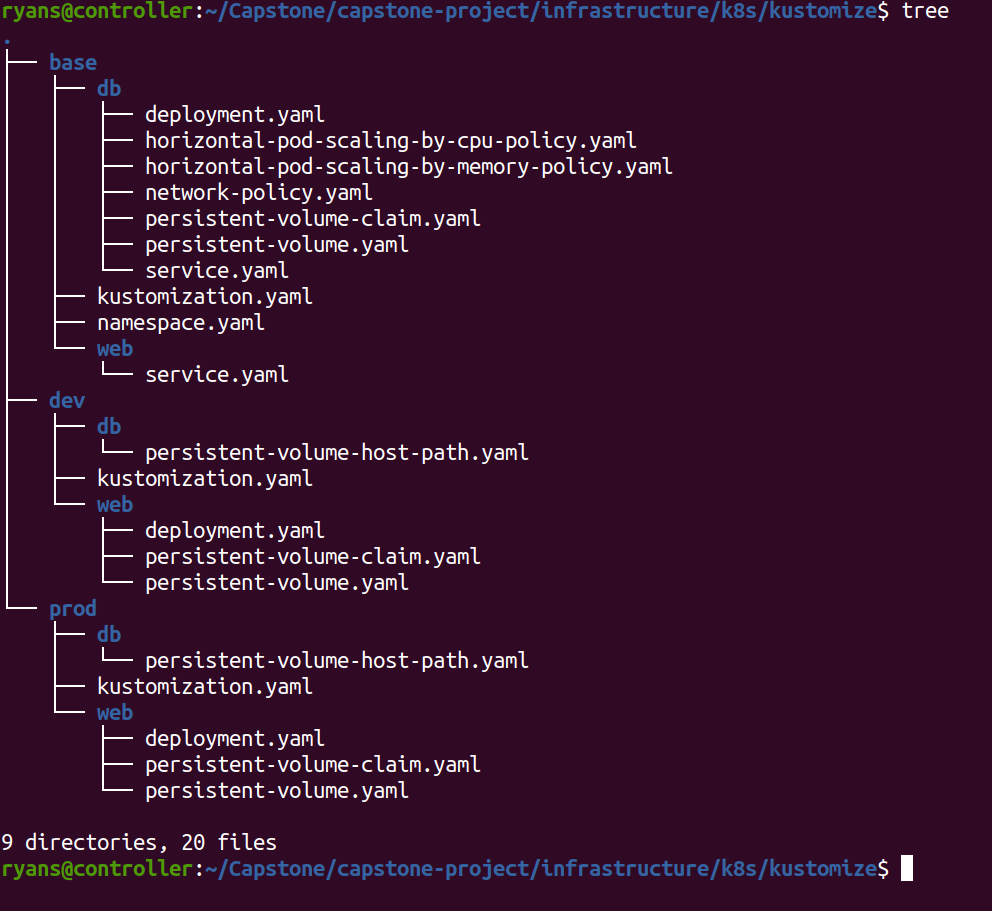 ryans@controller:~/Capstone/capstone-project/infrastructure/k8s/kustomize$ tree
.
├── base
│   ├── db
│   │   ├── deployment.yaml
│   │   ├── horizontal-pod-scaling-by-cpu-policy.yaml
│   │   ├── horizontal-pod-scaling-by-memory-policy.yaml
│   │   ├── network-policy.yaml
│   │   ├── persistent-volume-claim.yaml
│   │   ├── persistent-volume.yaml
│   │   └── service.yaml
│   ├── kustomization.yaml
│   ├── namespace.yaml
│   └── web
│       └── service.yaml
├── dev
│   ├── db
│   │   └── persistent-volume-host-path.yaml
│   ├── kustomization.yaml
│   └── web
│       ├── deployment.yaml
│       ├── persistent-volume-claim.yaml
│       └── persistent-volume.yaml
└── prod
    ├── db
    │   └── persistent-volume-host-path.yaml
    ├── kustomization.yaml
    └── web
        ├── deployment.yaml
        ├── persistent-volume-claim.yaml
        └── persistent-volume.yaml

9 directories, 20 files
ryans@controller:~/Capstone/capstone-project/infrastructure/k8s/kustomize$